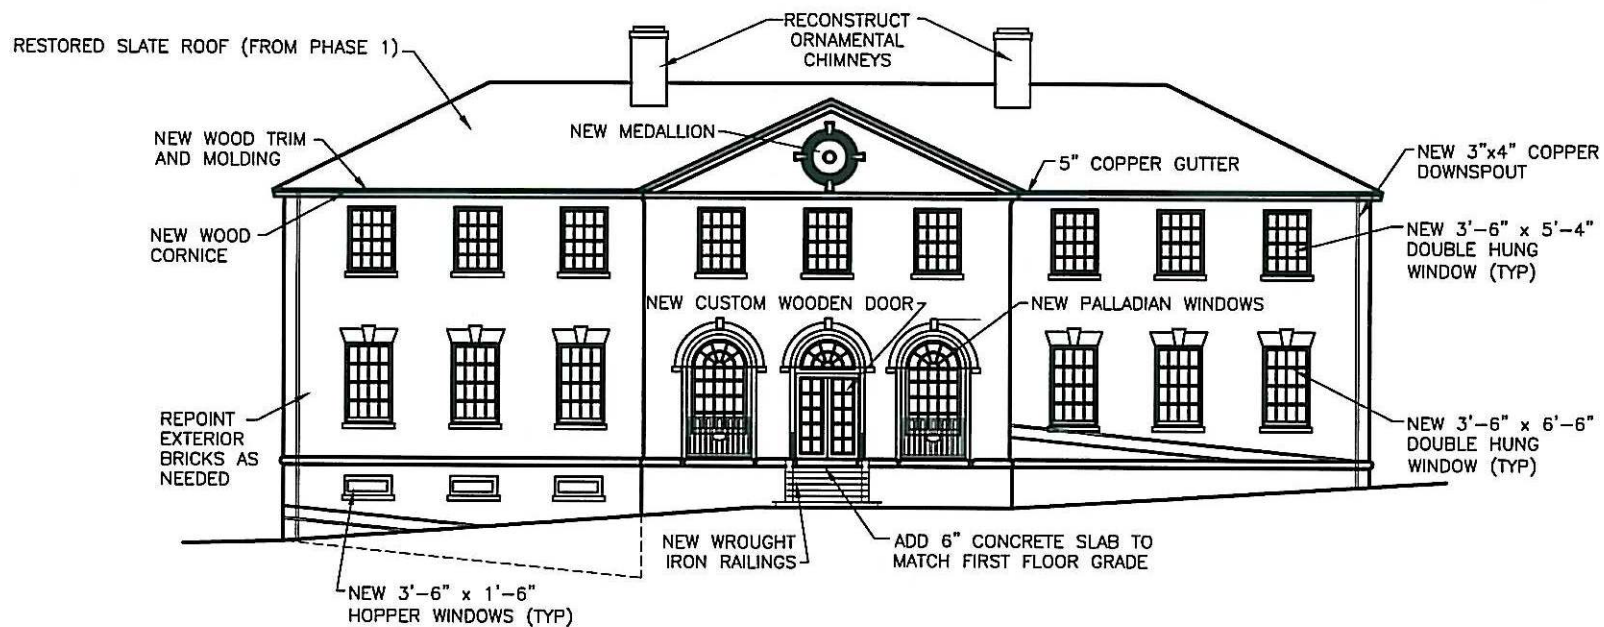 RECONSTRUCT
ORNAMENTAL
CHIMNEYS
RESTORED SLATE ROOF (FROM PHASE 1)
NEW WOOD TRIM
AND MOLDING
NEW MEDALLION
5" COPPER GUTTER
NEW 3"x4" COPPER
DOWNSPOUT
NEW WOOD
CORNICE
NEW 3'-6" x 5'-4"
DOUBLE HUNG
WINDOW (TYP)
NEW CUSTOM WOODEN DOOR
NEW PALLADIAN WINDOWS
REPOINT
EXTERIOR
BRICKS AS
NEEDED
NEW 3'-6" x 6'-6"
DOUBLE HUNG
WINDOW (TYP)
NEW WROUGHT
IRON RAILINGS
ADD 6" CONCRETE SLAB TO
MATCH FIRST FLOOR GRADE
NEW 3'-6" x 1'-6"
HOPPER WINDOWS (TYP)